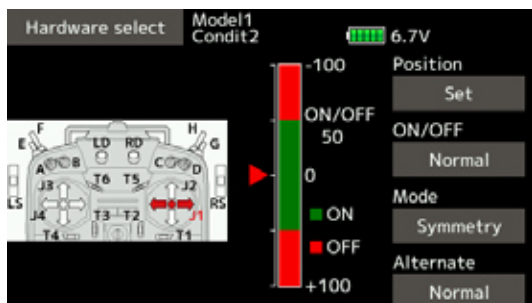 Hardware select
Model1
Condit2
6.7V
-100
ON/OFF
50
0
ON
OFF
+100
Position
Set
ON/OFF
Normal
Mode
Symmetry
Alternate
Normal
F
H
E
LD
RD
G
A
B
C
D
T6
T5
J3
J2
LS
RS
J4
T3
T2
J1
T4
T1